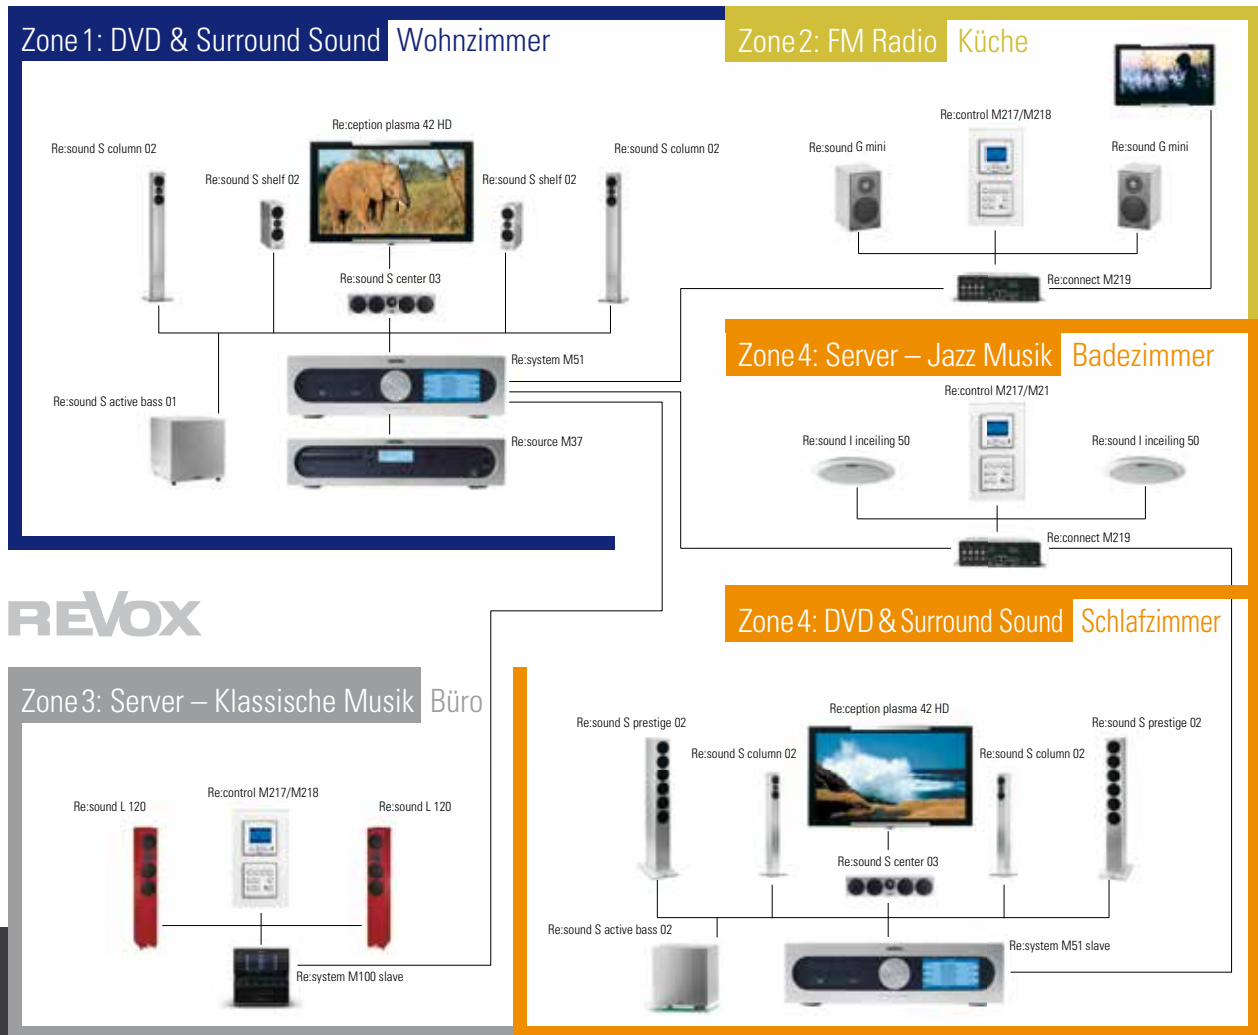 Zone 1: DVD & Surround Sound Wohnzimmer
Re:ception plasma 42 HD
Re:sound S column 02
Re:sound S column 02
Re:sound S shelf 02
Re:sound S shelf 02
Re:sound S center 03
Re:system M51
Re:sound S active bass 01
Re:source M37
Zone 2: FM Radio Küche
Re:control M217/M218
Re:sound G mini
Re:sound G mini
Re:connect M219
Zone 4: Server – Jazz Musik Badezimmer
Re:control M217/M21
Re:sound I inceiling 50
Re:sound I inceiling 50
Re:connect M219
REVOX
Zone 3: Server – Klassische Musik Büro
Re:control M217/M218
Re:sound L 120
Re:sound L 120
Re:system M100 slave
Zone 4: DVD & Surround Sound Schlafzimmer
Re:ception plasma 42 HD
Re:sound S prestige 02
Re:sound S prestige 02
Re:sound S column 02
Re:sound S column 02
Re:sound S center 03
Re:sound S active bass 02
Re:system M51 slave